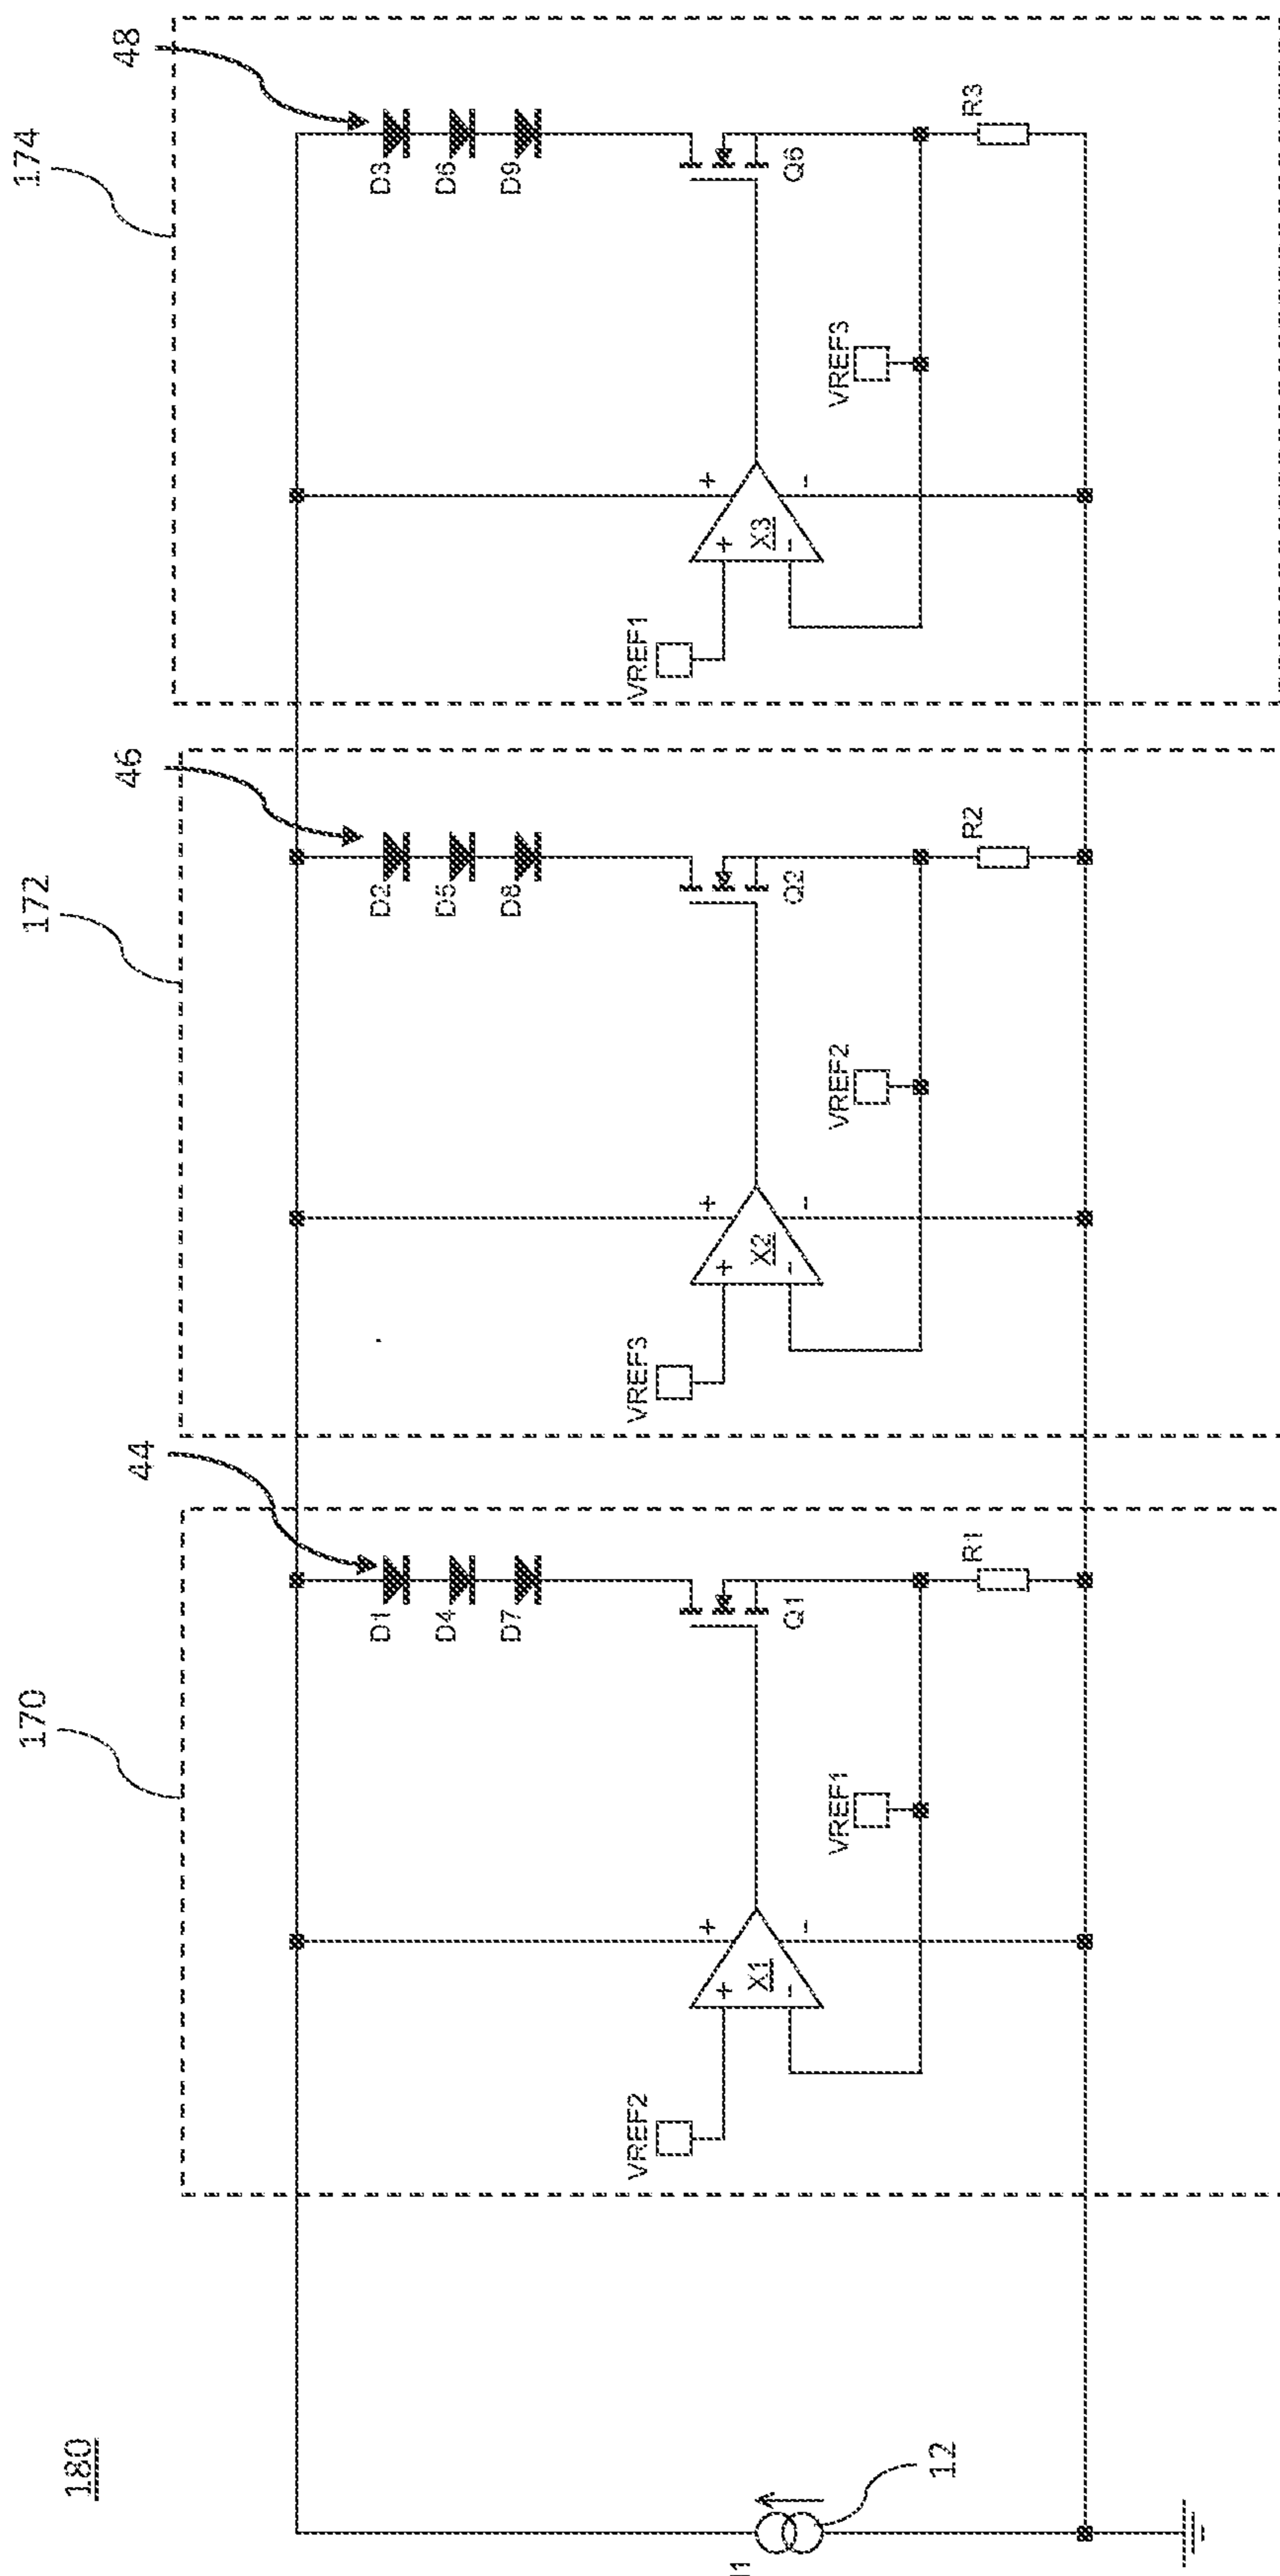 180
170
172
174
44
46
48
D1
D4
D7
D2
D5
D8
D3
D6
D9
VREF2
+
-
X1
+
-
Q1
VREF1
R1
VREF3
+
-
X2
+
-
Q2
VREF2
R2
VREF1
+
-
X3
+
-
Q6
VREF3
R3
I1
12